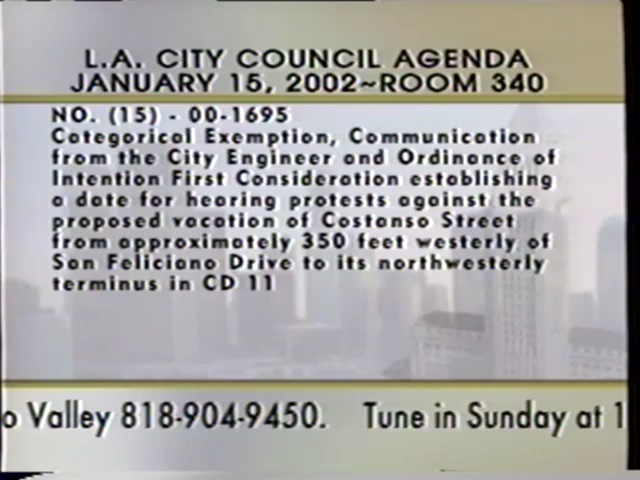 L.A. CITY COUNCIL AGENDA
JANUARY 15, 2002~ROOM 340
NO. (15) - 00-1695
Categorical Exemption, Communication
from the City Engineer and Ordinance of
Intention First Consideration establishing
a date for hearing protests against the
proposed vacation of Costanso Street
from approximately 350 feet westerly of
San Feliciano Drive to its northwesterly
terminus in CD 11
o Valley 818-904-9450. Tune in Sunday at 1